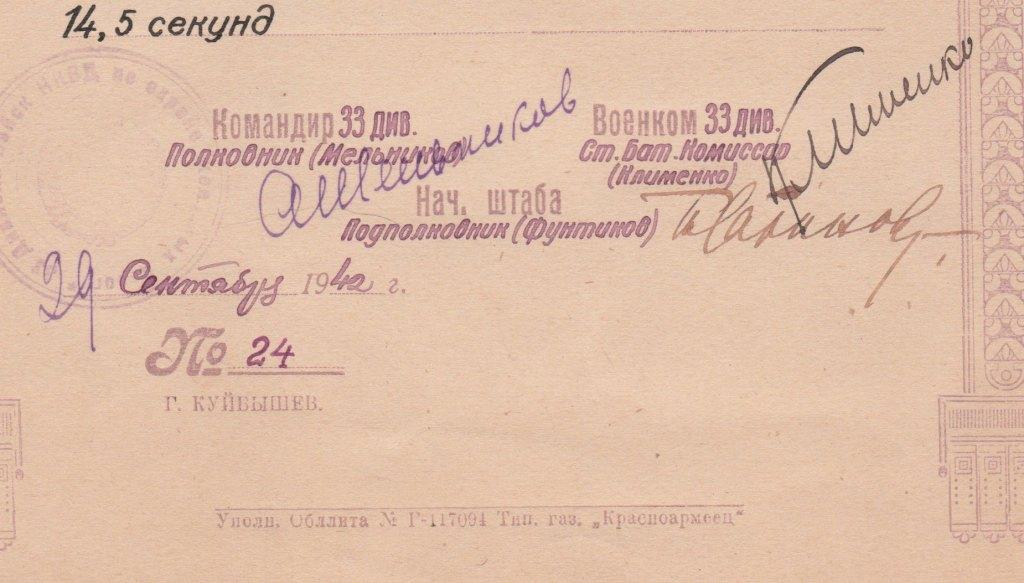 14,5 секунд
Командир 33 див. Военком 33 див.
Полковник (Мельников) Ст. Бат. Комиссар
(Клименко)
Нач. штаба
Подполковник (Фунтиков)
29 Сентября 1942 г.
№ 24
Г. КУЙБЫШЕВ.
Уполн. Обллита № Г-117094 Тип. газ. „Красноармеец“